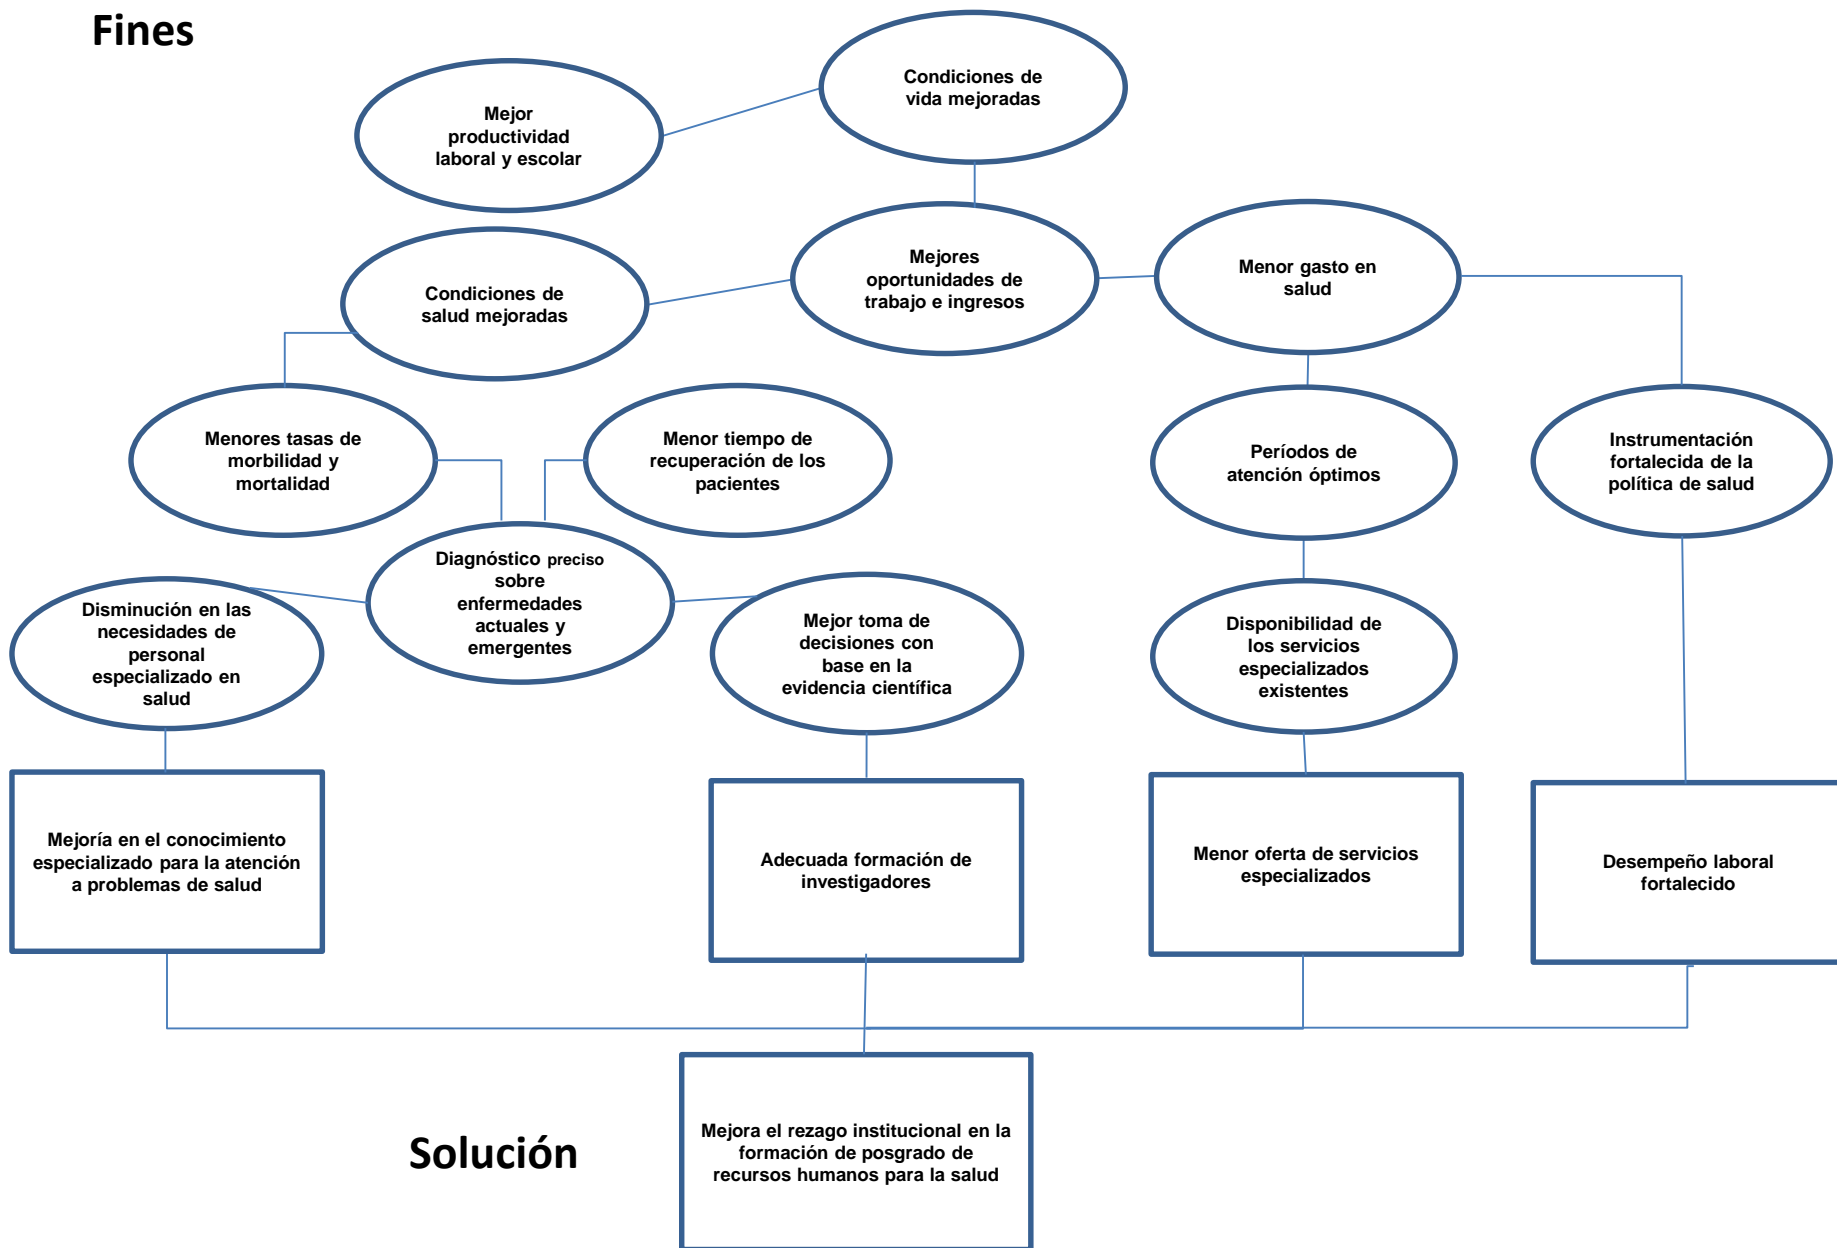 Fines
Condiciones de
vida mejoradas
Mejor
productividad
laboral y escolar
Mejores
oportunidades de
trabajo e ingresos
Menor gasto en
salud
Condiciones de
salud mejoradas
Menores tasas de
morbilidad y
mortalidad
Menor tiempo de
recuperación de los
pacientes
Períodos de
atención óptimos
Instrumentación
fortalecida de la
política de salud
Diagnóstico preciso
sobre
enfermedades
actuales y
emergentes
Disminución en las
necesidades de
personal
especializado en
salud
Mejor toma de
decisiones con
base en la
evidencia científica
Disponibilidad de
los servicios
especializados
existentes
Mejoría en el conocimiento
especializado para la atención
a problemas de salud
Adecuada formación de
investigadores
Menor oferta de servicios
especializados
Desempeño laboral
fortalecido
Solución
Mejora el rezago institucional en la
formación de posgrado de
recursos humanos para la salud